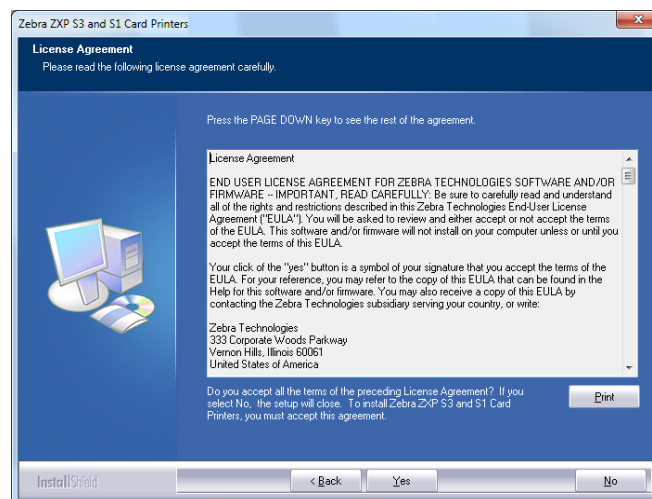 Zebra ZXP S3 and S1 Card Printers
License Agreement
Please read the following license agreement carefully.
Press the PAGE DOWN key to see the rest of the agreement.
License Agreement
END USER LICENSE AGREEMENT FOR ZEBRA TECHNOLOGIES SOFTWARE AND/OR
FIRMWARE -- IMPORTANT, READ CAREFULLY: Be sure to carefully read and understand
all of the rights and restrictions described in this Zebra Technologies End-User License
Agreement ("EULA"). You will be asked to review and either accept or not accept the terms
of the EULA. This software and/or firmware will not install on your computer unless or until you
accept the terms of this EULA.
Your click of the "yes" button is a symbol of your signature that you accept the terms of the
EULA. For your reference, you may refer to the copy of this EULA that can be found in the
Help for this software and/or firmware. You may also receive a copy of this EULA by
contacting the Zebra Technologies subsidiary serving your country, or write:
Zebra Technologies
333 Corporate Woods Parkway
Vernon Hills, Illinois 60061
United States of America
Do you accept all the terms of the preceding License Agreement? If you
select No, the setup will close. To install Zebra ZXP S3 and S1 Card
Printers, you must accept this agreement.
Print
InstallShield
< Back
Yes
No